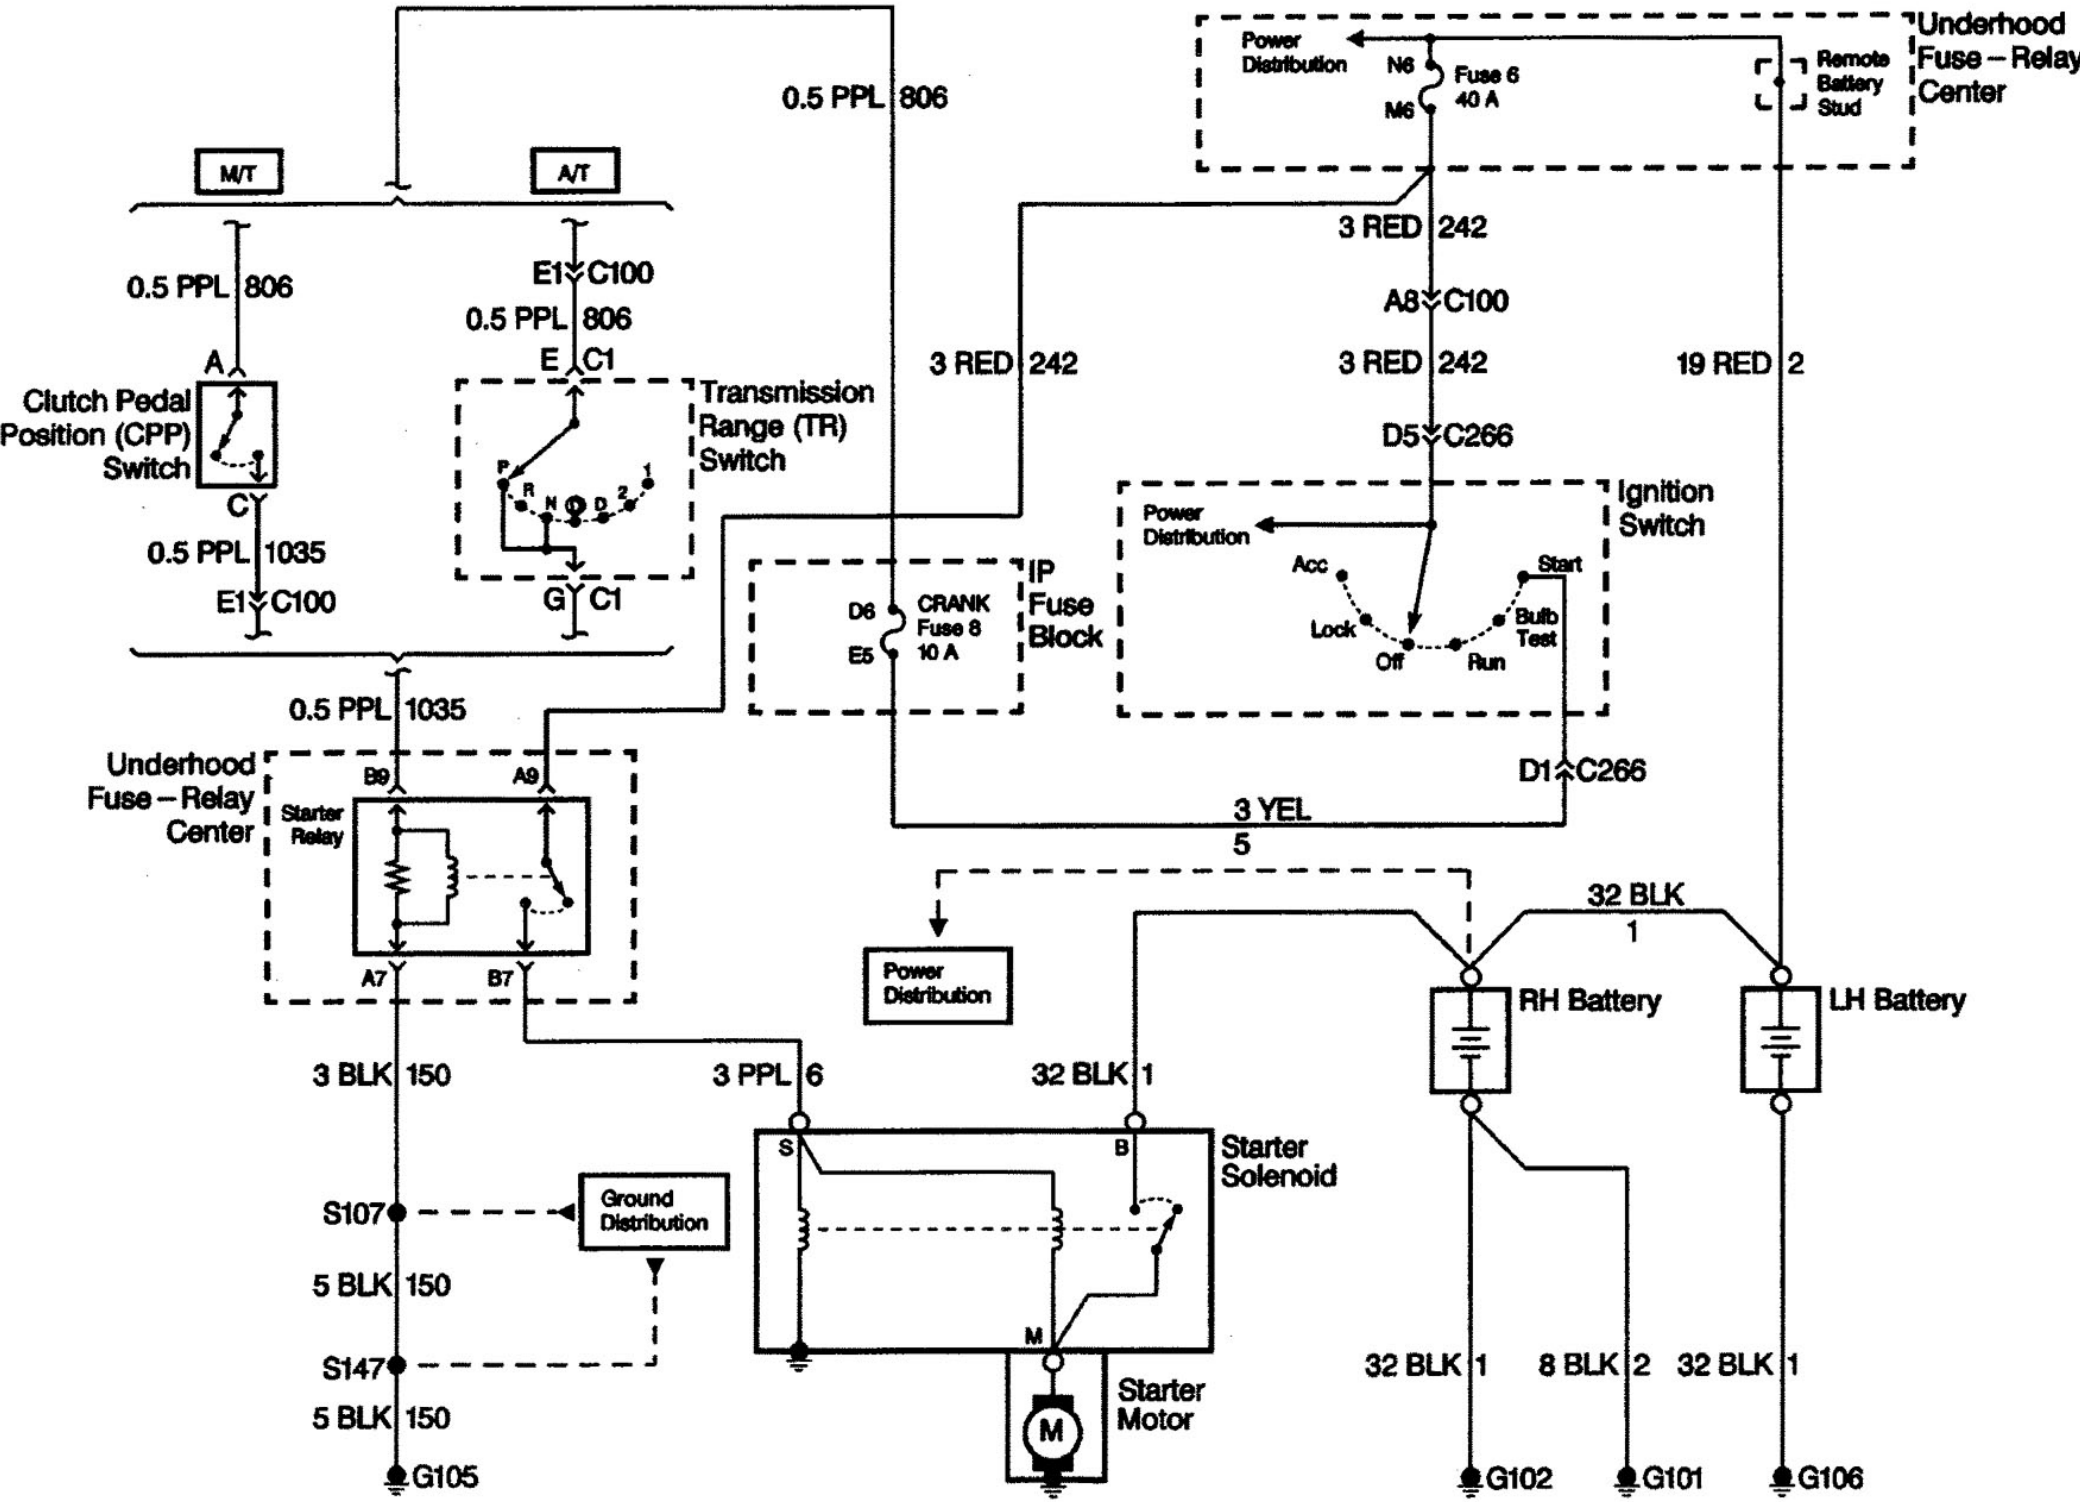 Underhood
Fuse – Relay
Center
Power
Distribution
N6
Fuse 6
40 A
M6
Remote
Battery
Stud
0.5 PPL 806
M/T
A/T
3 RED 242
E1 C100
0.5 PPL 806
0.5 PPL 806
A8 C100
A
E C1
3 RED 242
3 RED 242
19 RED 2
Clutch Pedal
Position (CPP)
Switch
Transmission
Range (TR)
Switch
P
R
N
D
D
2
1
D5 C266
C
0.5 PPL 1035
E1 C100
G C1
Ignition
Switch
Power
Distribution
Acc
Lock
Off
Run
Bulb
Test
Start
IP
Fuse
Block
D6
CRANK
Fuse 8
10 A
E5
0.5 PPL 1035
D1 C266
Underhood
Fuse – Relay
Center
Starter
Relay
B9
A9
3 YEL
5
A7
B7
32 BLK
1
Power
Distribution
RH Battery
LH Battery
3 BLK 150
3 PPL 6
32 BLK 1
S
B
Starter
Solenoid
S107
Ground
Distribution
5 BLK 150
M
S147
32 BLK 1
8 BLK 2
32 BLK 1
5 BLK 150
Starter
Motor
M
G105
G102
G101
G106